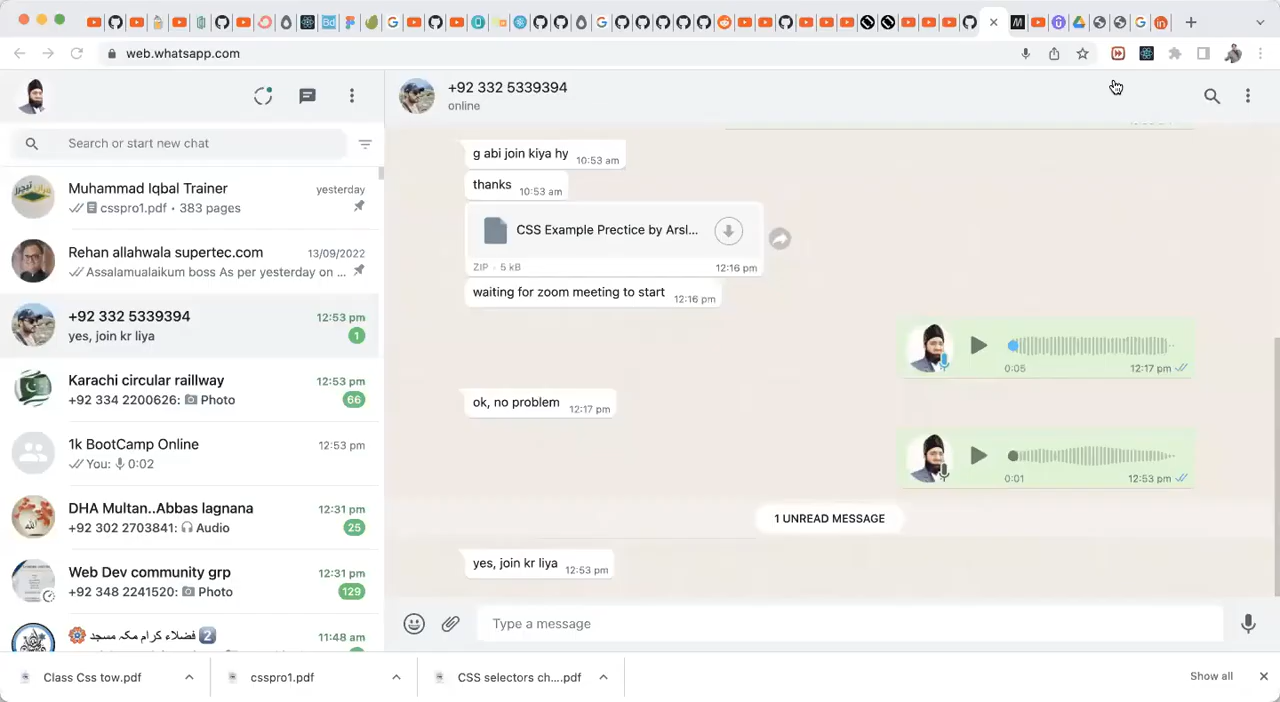 web.whatsapp.com
+92 332 5339394
online
Search or start new chat
Muhammad Iqbal Trainer
yesterday
csspro1.pdf • 383 pages
Rehan allahwala supertec.com
13/09/2022
Assalamualaikum boss As per yesterday on ...
+92 332 5339394
12:53 pm
yes, join kr liya
1
Karachi circular raillway
12:53 pm
+92 334 2200626: Photo
66
1k BootCamp Online
12:53 pm
You: 0:02
DHA Multan..Abbas lagnana
12:31 pm
+92 302 2703841: Audio
25
Web Dev community grp
12:31 pm
+92 348 2241520: Photo
129
فضلاء كرام مکہ مسجد 2
11:48 am
g abi join kiya hy 10:53 am
thanks 10:53 am
CSS Example Prectice by Arsl...
ZIP • 5 kB 12:16 pm
waiting for zoom meeting to start 12:16 pm
0:05 12:17 pm
ok, no problem 12:17 pm
0:01 12:53 pm
1 UNREAD MESSAGE
yes, join kr liya 12:53 pm
Type a message
Class Css tow.pdf
csspro1.pdf
CSS selectors ch....pdf
Show all